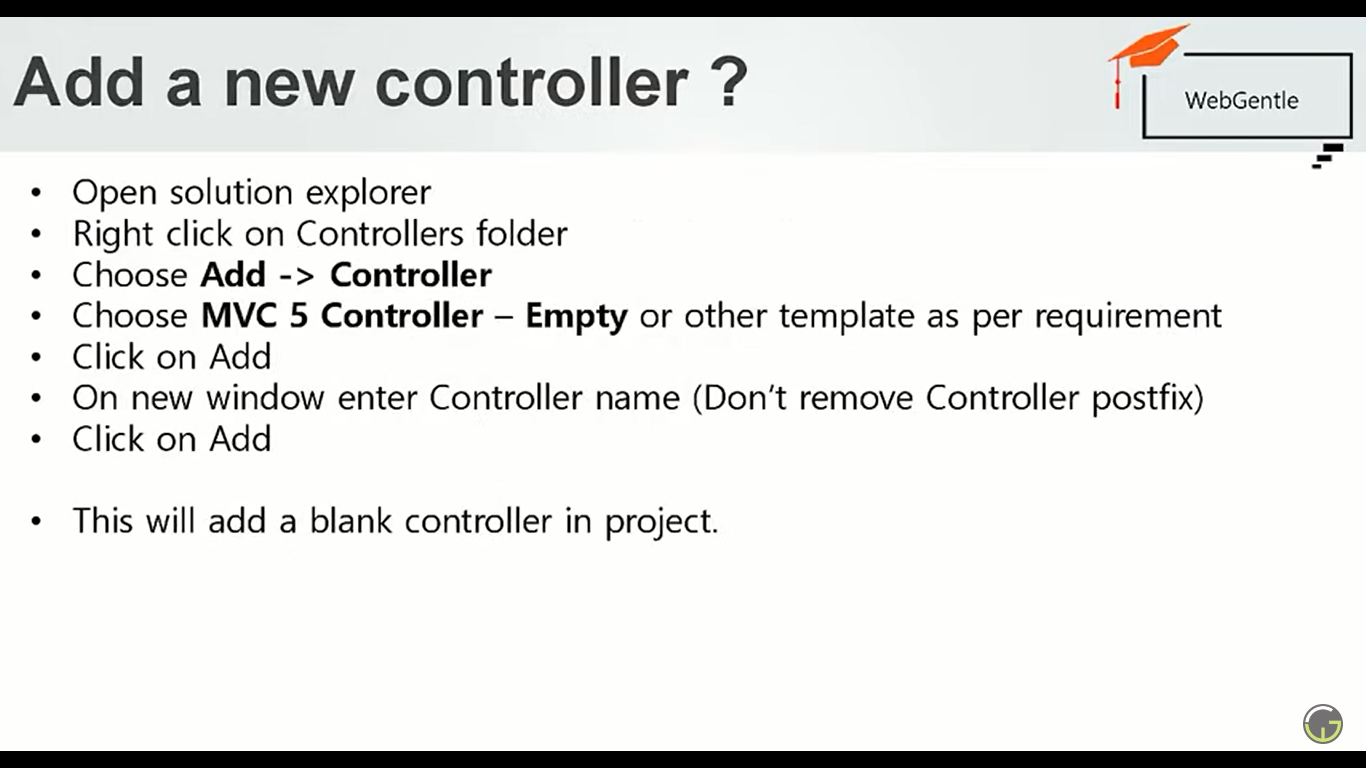 Add a new controller ?
WebGentle
• Open solution explorer
• Right click on Controllers folder
• Choose Add -> Controller
• Choose MVC 5 Controller – Empty or other template as per requirement
• Click on Add
• On new window enter Controller name (Don't remove Controller postfix)
• Click on Add
• This will add a blank controller in project.